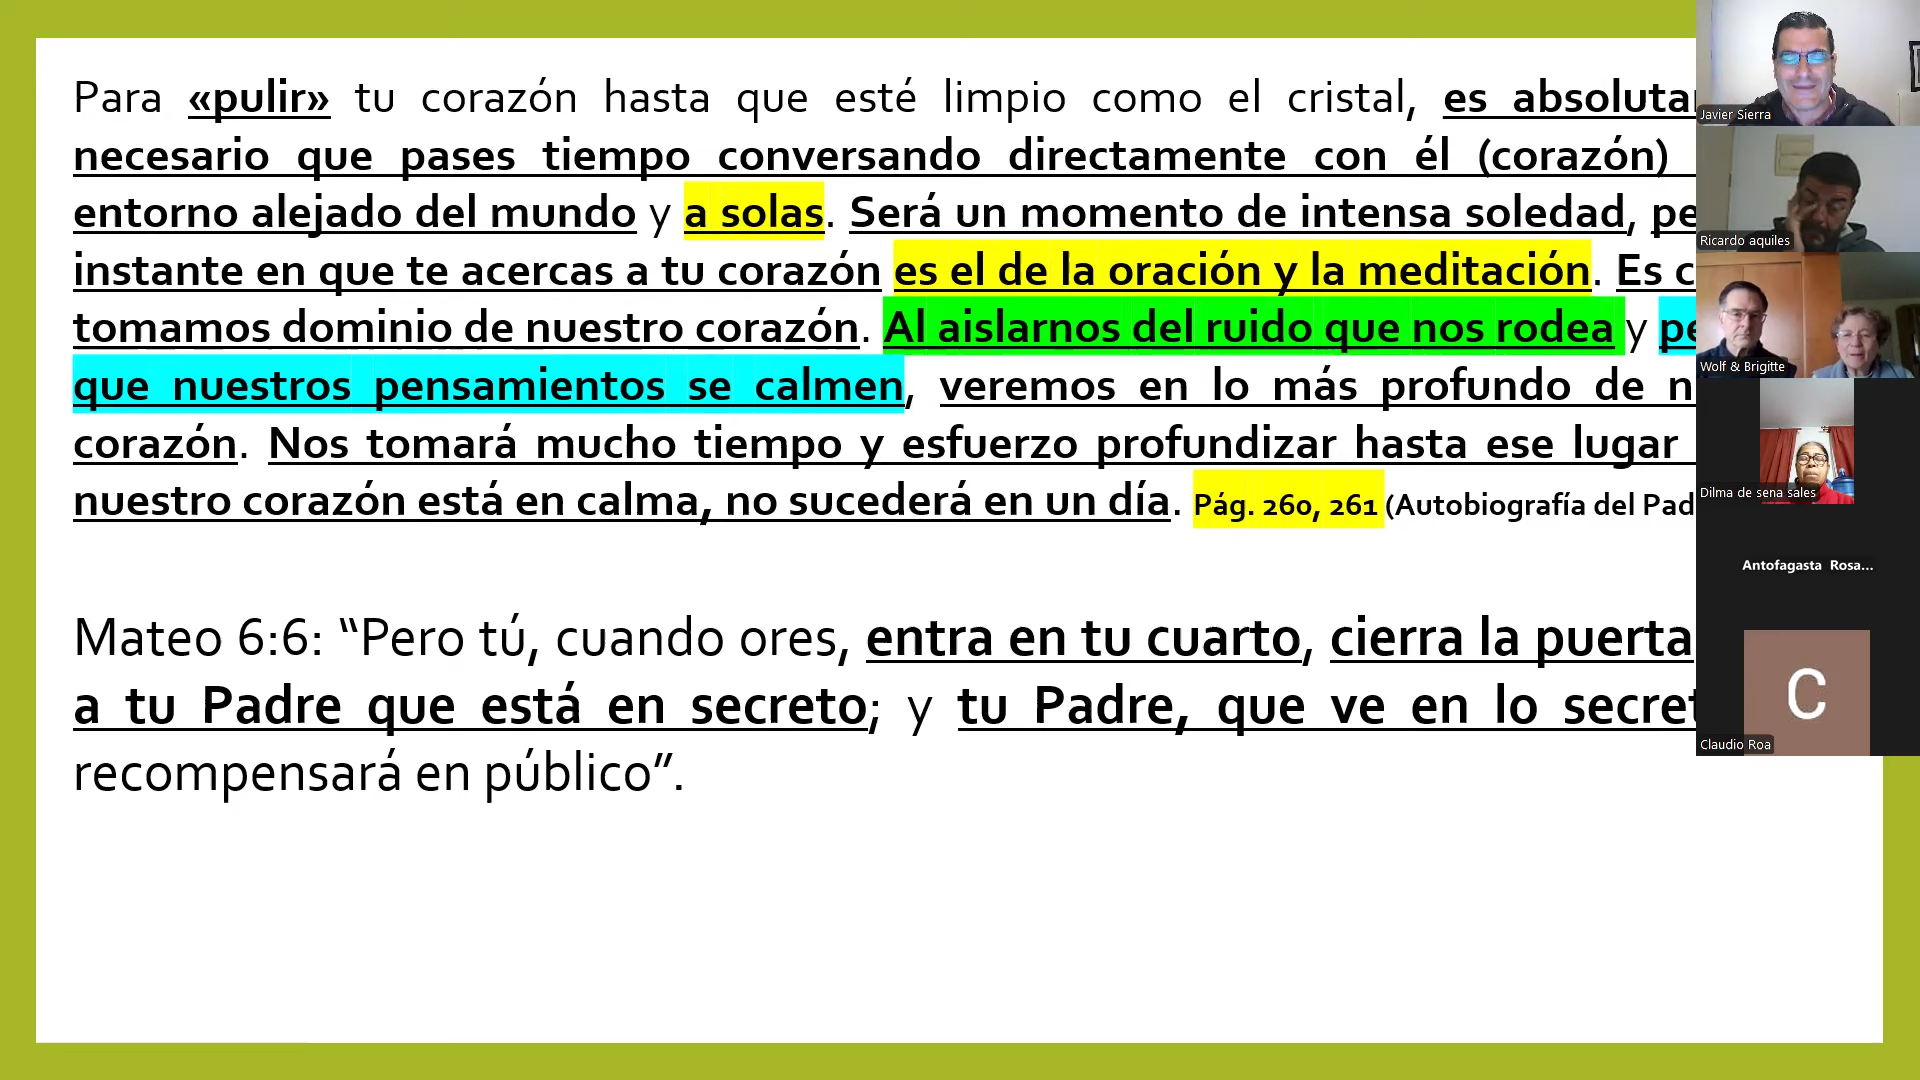 Para «pulir» tu corazón hasta que esté limpio como el cristal, es
necesario que pases tiempo conversando directamente con él (corazón)
entorno alejado del mundo y a solas. Será un momento de intensa soledad,
instante en que te acercas a tu corazón es el de la oración y la meditación. Es
tomamos dominio de nuestro corazón. Al aislarnos del ruido que nos rodea y
que nuestros pensamientos se calmen, veremos en lo más profundo de
corazón. Nos tomará mucho tiempo y esfuerzo profundizar hasta ese lugar
nuestro corazón está en calma, no sucederá en un día. Pág. 260, 261 (Autobiografía del
Mateo 6:6: “Pero tú, cuando ores, entra en tu cuarto, cierra la puerta
a tu Padre que está en secreto; y tu Padre, que ve en lo
recompensará en público”.
Javier Sierra
Ricardo aquiles
Wolf & Brigitte
Dilma de sena sales
Antofagasta Rosa...
C
Claudio Roa